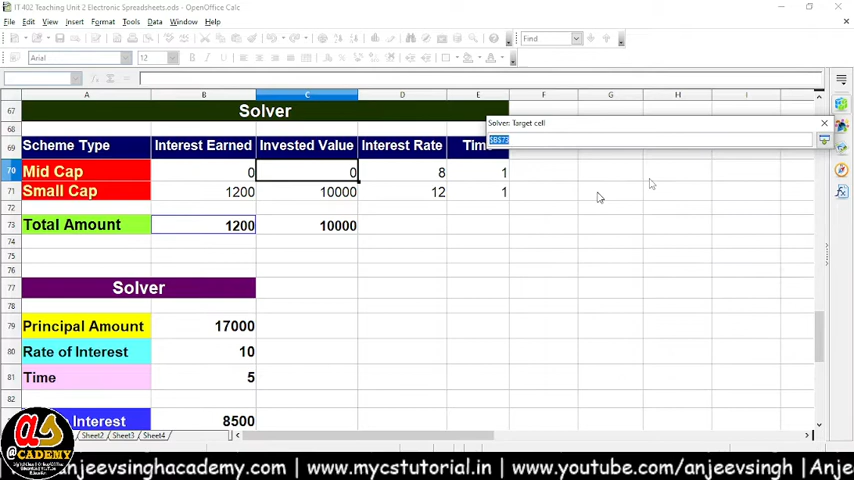 IT 402 Teaching Unit 2 Electronic Spreadsheets.ods - OpenOffice Calc
File Edit View Insert Format Tools Data Window Help
Find
Arial 12
A B C D E F G H I
67 Solver
68
69 Scheme Type Interest Earned Invested Value Interest Rate Time
Solver: Target cell
$B$73
70 Mid Cap 0 0 8 1
71 Small Cap 1200 10000 12 1
72
73 Total Amount 1200 10000
74
75
76
77 Solver
78
79 Principal Amount 17000
80 Rate of Interest 10
81 Time 5
82
Interest 8500
Sheet2 Sheet3 Sheet4
as
@CADEMY
anjeevsinghacademy.com | www.mycstutorial.in | www.youtube.com/anjeevsingh | Anjee